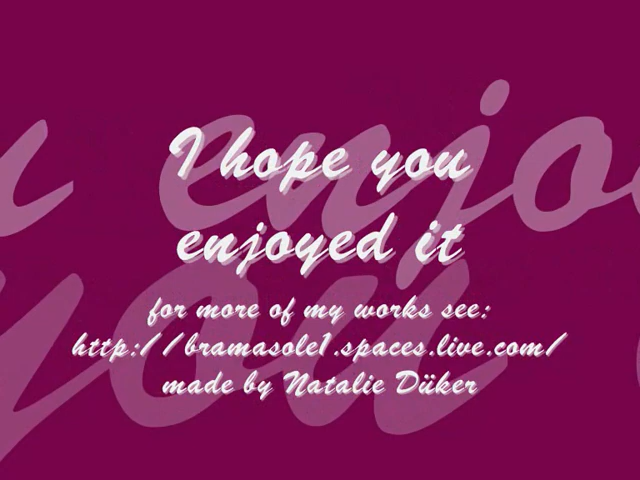 I hope you
enjoyed it
for more of my works see:
http://bramasole1.spaces.live.com/
made by Natalie Düker